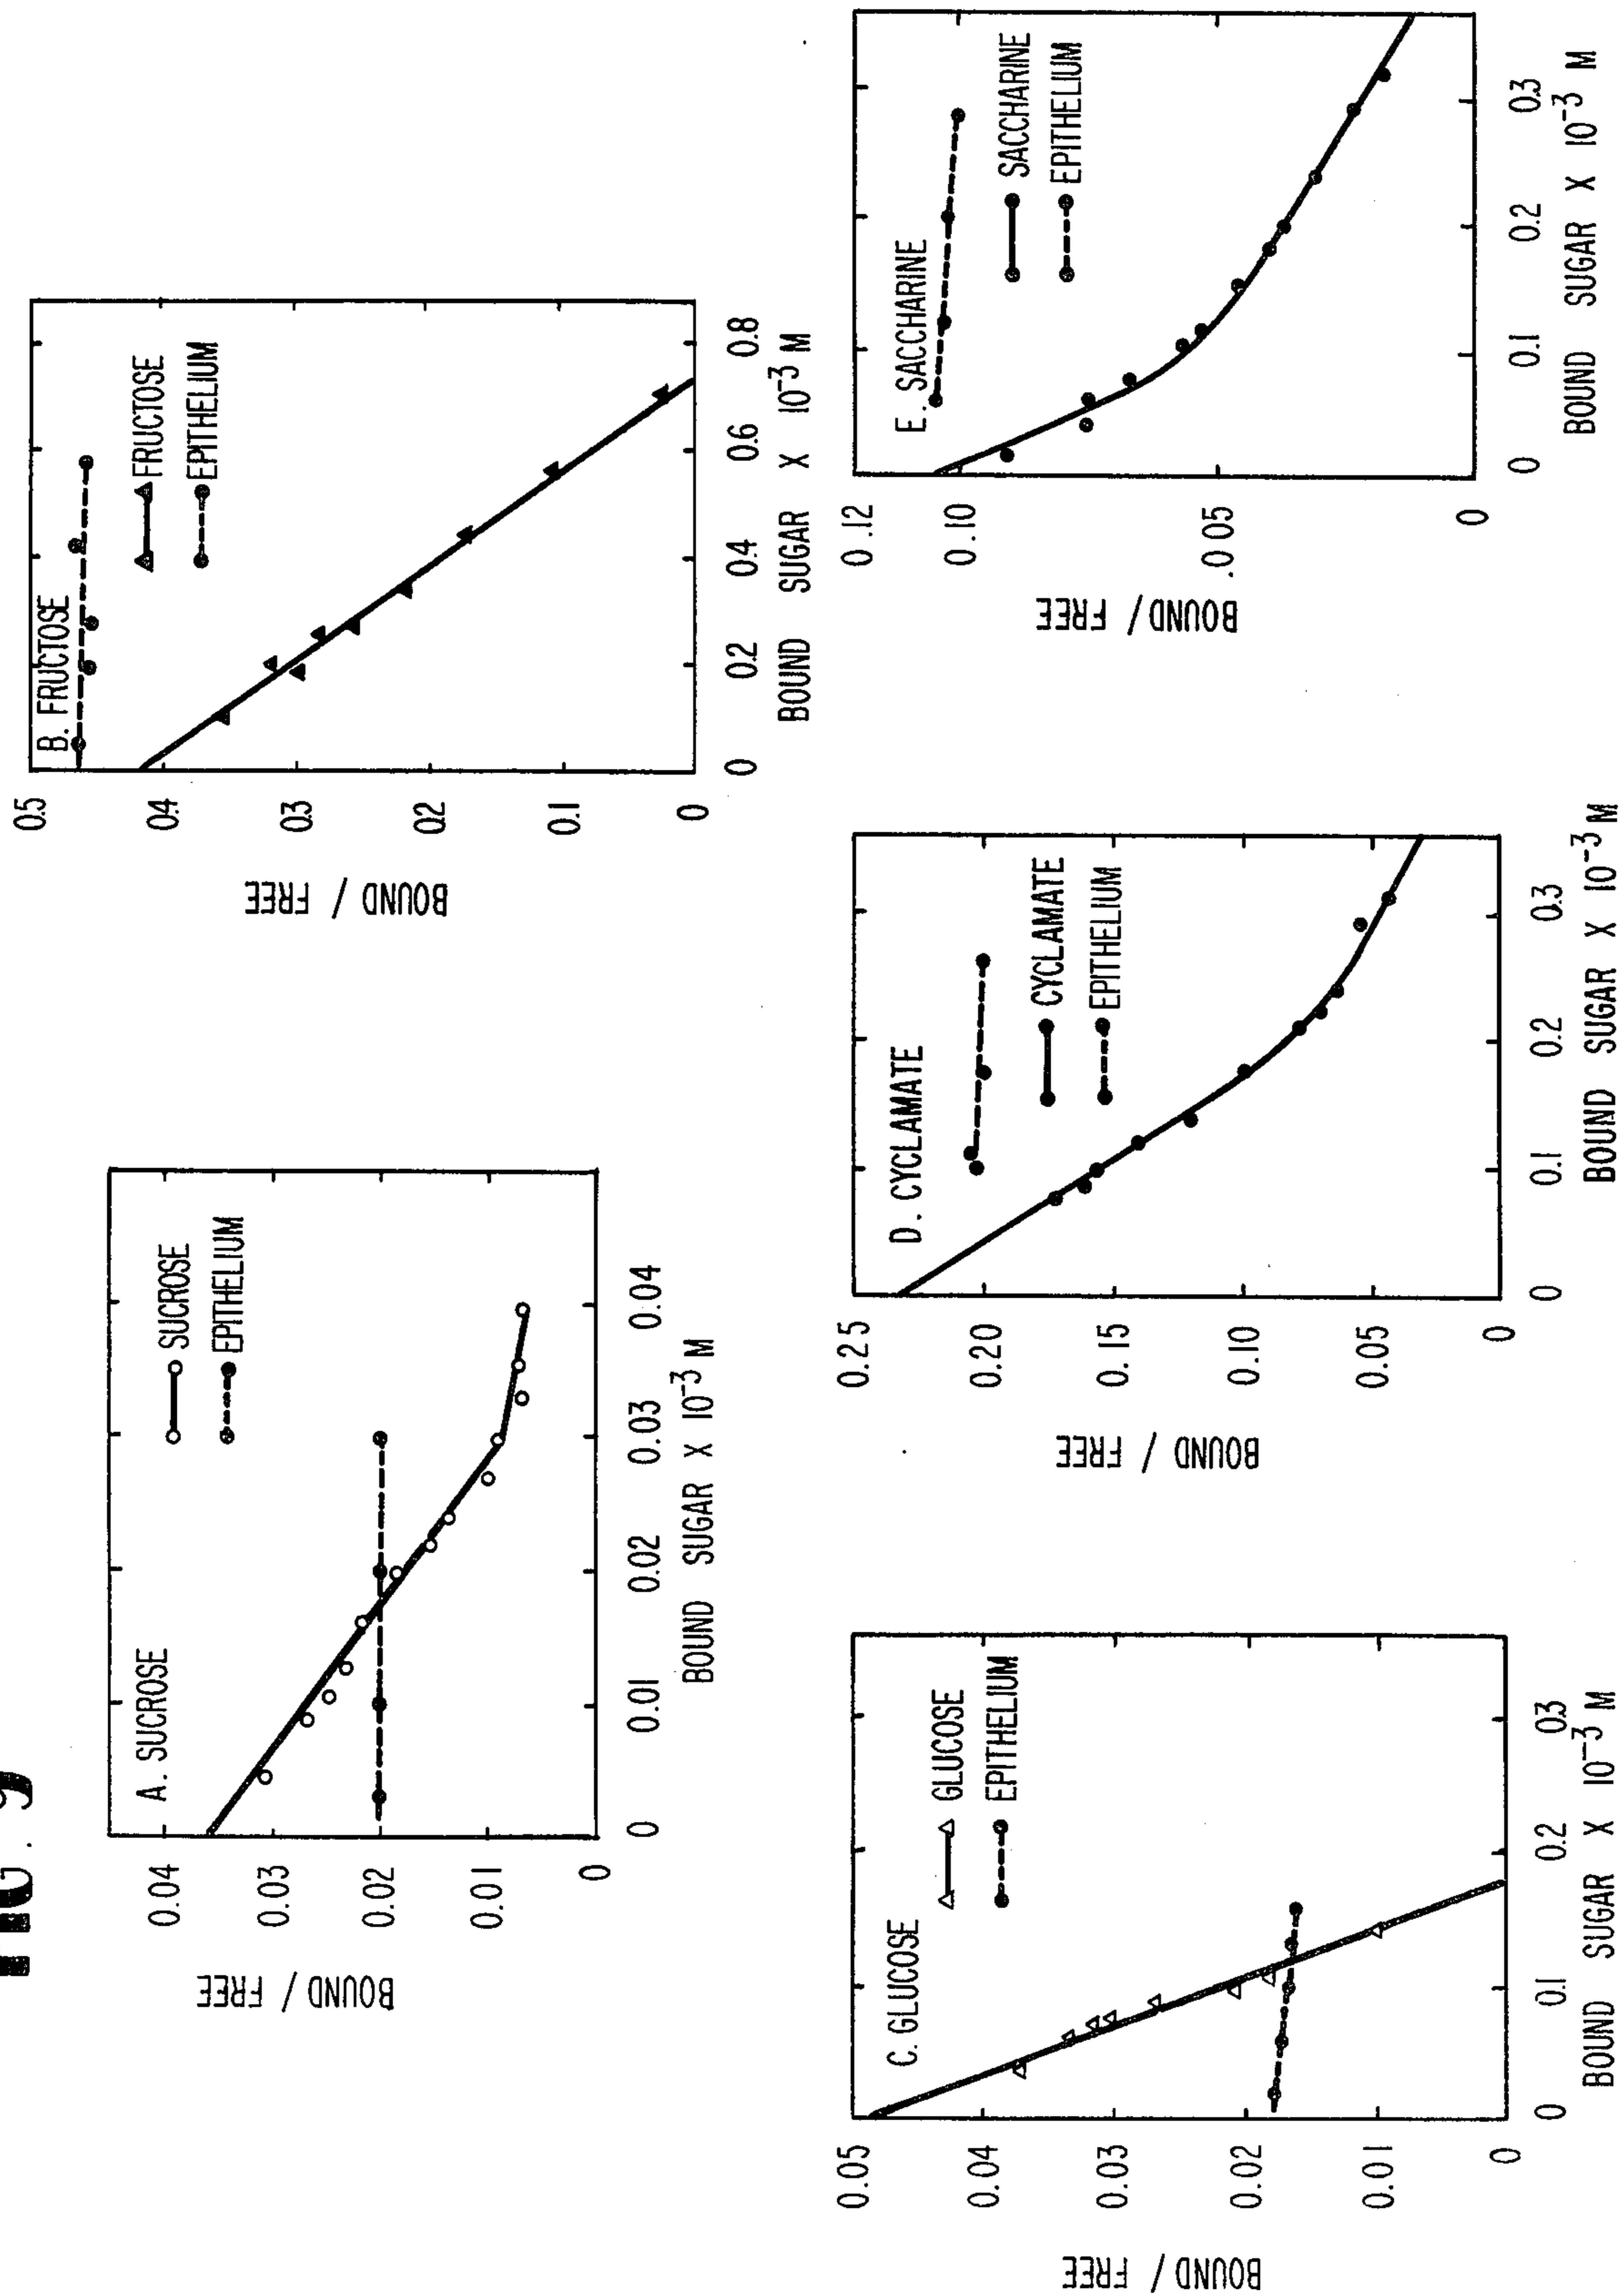 FIG. 9
A. SUCROSE
SUCROSE
EPITHELIUM
0.04
0.03
0.02
0.01
0
BOUND / FREE
0 0.01 0.02 0.03 0.04
BOUND SUGAR X 10⁻³ M
B. FRUCTOSE
FRUCTOSE
EPITHELIUM
0.5
0.4
0.3
0.2
0.1
0
BOUND / FREE
0 0.2 0.4 0.6 0.8
BOUND SUGAR X 10⁻³ M
C. GLUCOSE
GLUCOSE
EPITHELIUM
0.05
0.04
0.03
0.02
0.01
0
BOUND / FREE
0 0.1 0.2 0.3
BOUND SUGAR X 10⁻³ M
D. CYCLAMATE
CYCLAMATE
EPITHELIUM
0.25
0.20
0.15
0.10
0.05
0
BOUND / FREE
0 0.1 0.2 0.3
BOUND SUGAR X 10⁻³ M
E. SACCHARINE
SACCHARINE
EPITHELIUM
0.12
0.10
.005
0
BOUND / FREE
0 0.1 0.2 0.3
BOUND SUGAR X 10⁻³ M